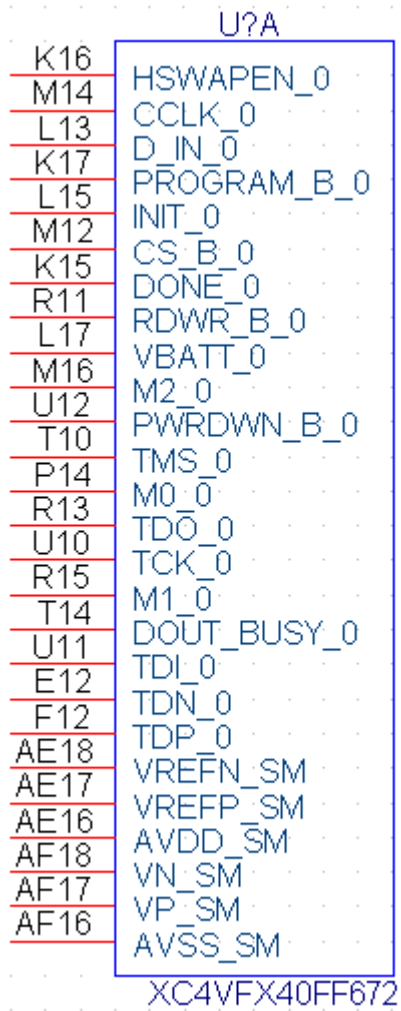 U?A
K16 HSWAPEN_0
M14 CCLK_0
L13 D_IN_0
K17 PROGRAM_B_0
L15 INIT_0
M12 CS_B_0
K15 DONE_0
R11 RDWR_B_0
L17 VBATT_0
M16 M2_0
U12 PWRDWN_B_0
T10 TMS_0
P14 M0_0
R13 TDO_0
U10 TCK_0
R15 M1_0
T14 DOUT_BUSY_0
U11 TDI_0
E12 TDN_0
F12 TDP_0
AE18 VREFN_SM
AE17 VREFP_SM
AE16 AVDD_SM
AF18 VN_SM
AF17 VP_SM
AF16 AVSS_SM
XC4VFX40FF672